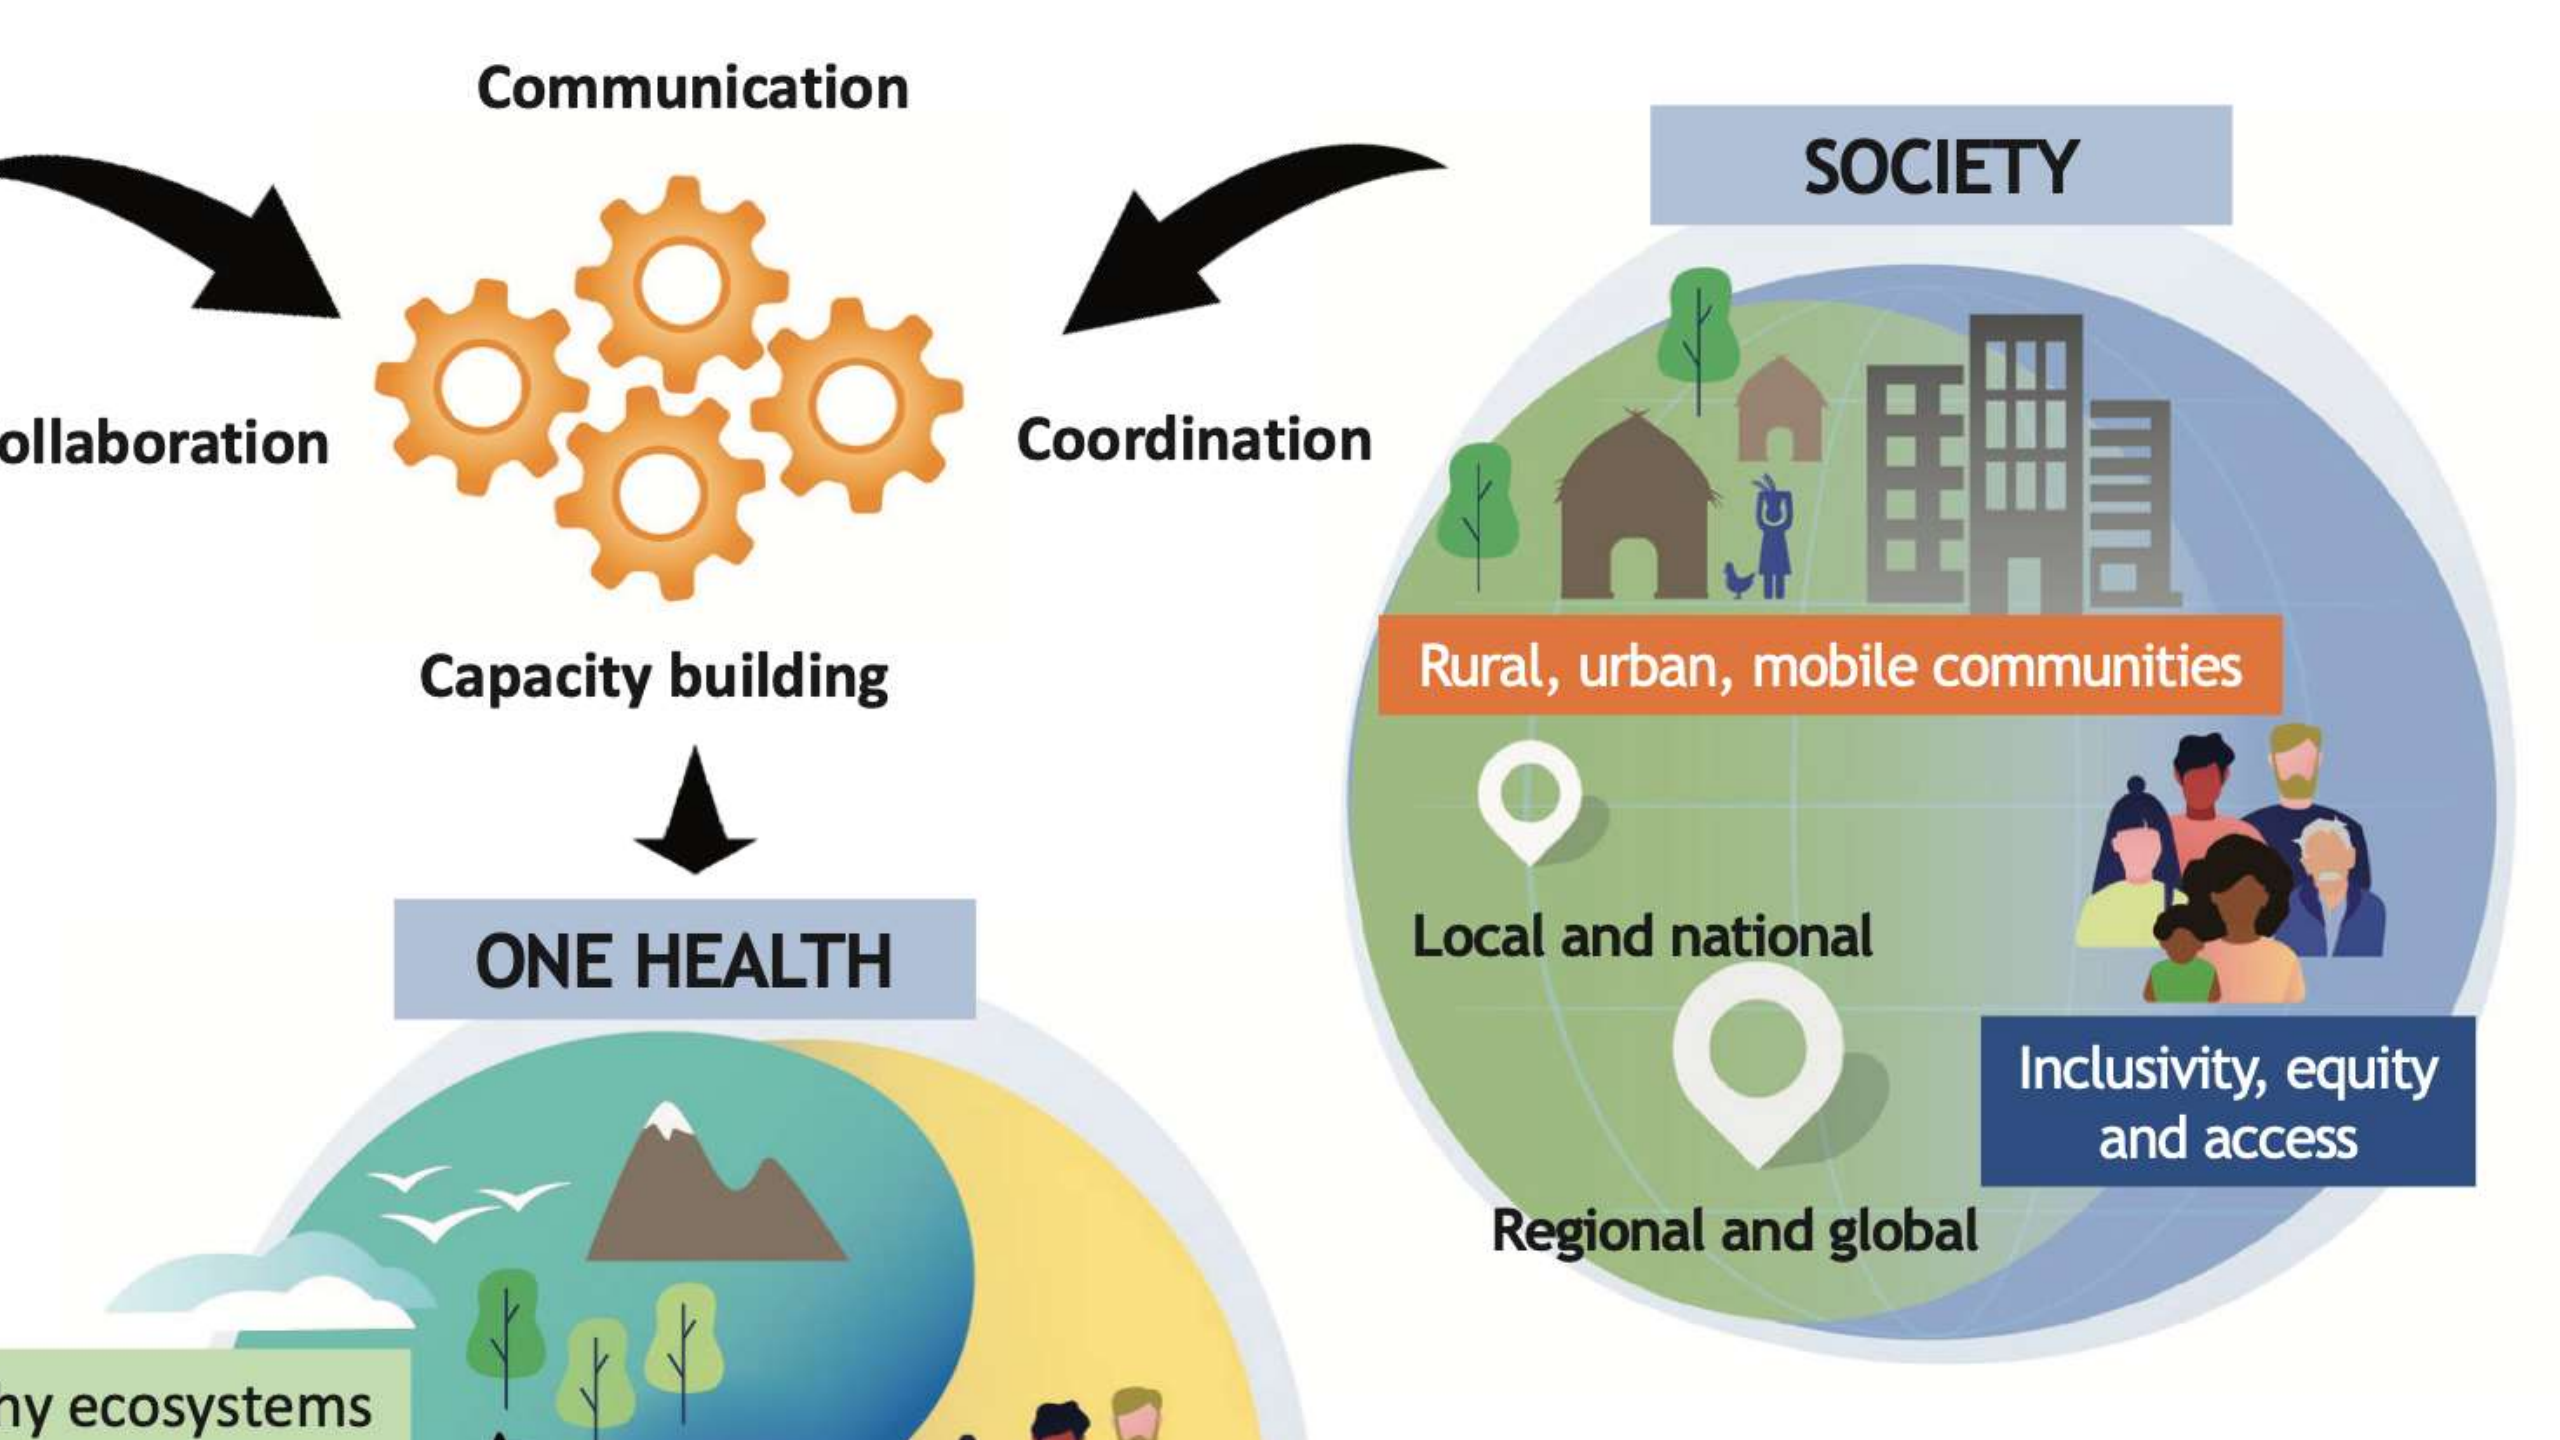 Communication
SOCIETY
ollaboration
Coordination
Capacity building
Rural, urban, mobile communities
Local and national
ONE HEALTH
Inclusivity, equity
and access
Regional and global
hy ecosystems